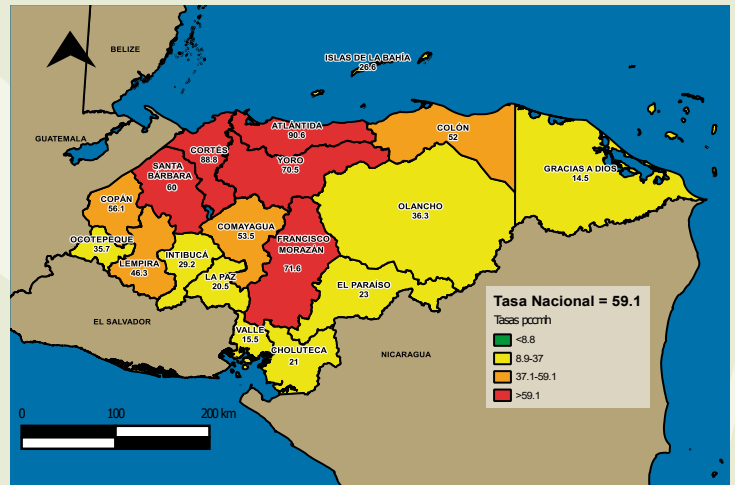 BELIZE
ISLAS DE LA BAHÍA
26.6
GUATEMALA
ATLÁNTIDA
90.6
COLÓN
52
CORTÉS
88.8
YORO
70.5
SANTA
BÁRBARA
60
GRACIAS A DIOS
14.5
COPÁN
56.1
OLANCHO
36.3
COMAYAGUA
53.5
OCOTEPEQUE
35.7
FRANCISCO
MORAZÁN
71.6
INTIBUCÁ
29.2
LEMPIRA
46.3
LA PAZ
20.5
EL PARAÍSO
23
EL SALVADOR
VALLE
15.5
CHOLUTECA
21
NICARAGUA
Tasa Nacional = 59.1
Tasas pccmh
<8.8
8.9-37
37.1-59.1
>59.1
0 100 200 km